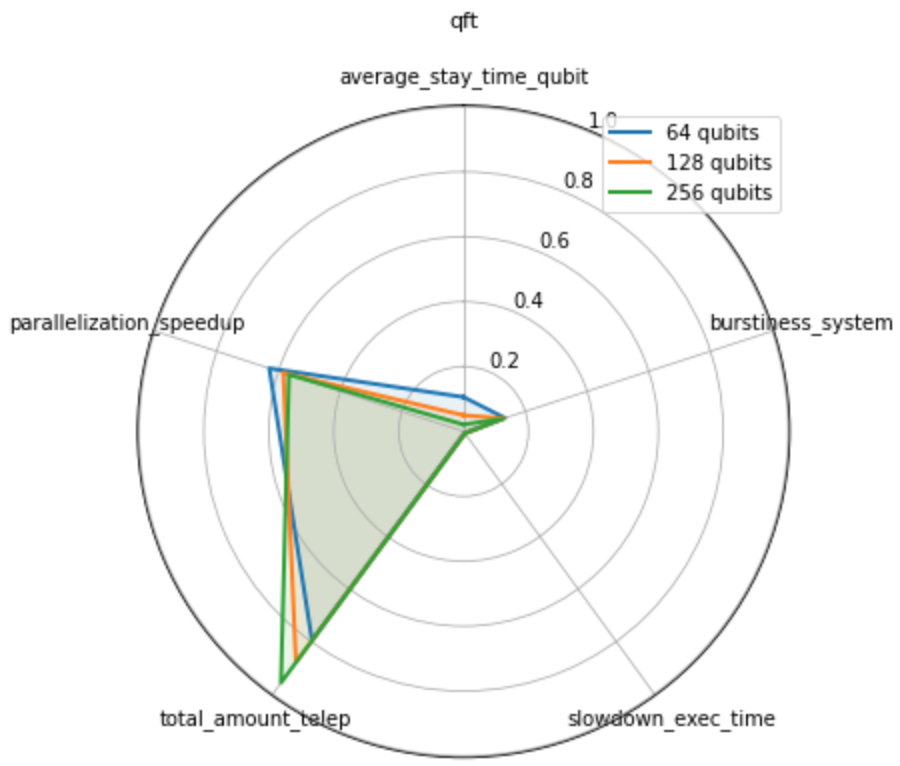 qft
average_stay_time_qubit
1.0
64 qubits
128 qubits
256 qubits
0.8
0.6
0.4
0.2
parallelization_speedup
burstiness_system
total_amount_telep
slowdown_exec_time